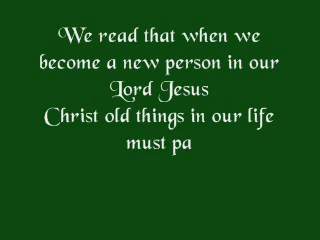 We read that when we
become a new person in our
Lord Jesus
Christ old things in our life
must pa